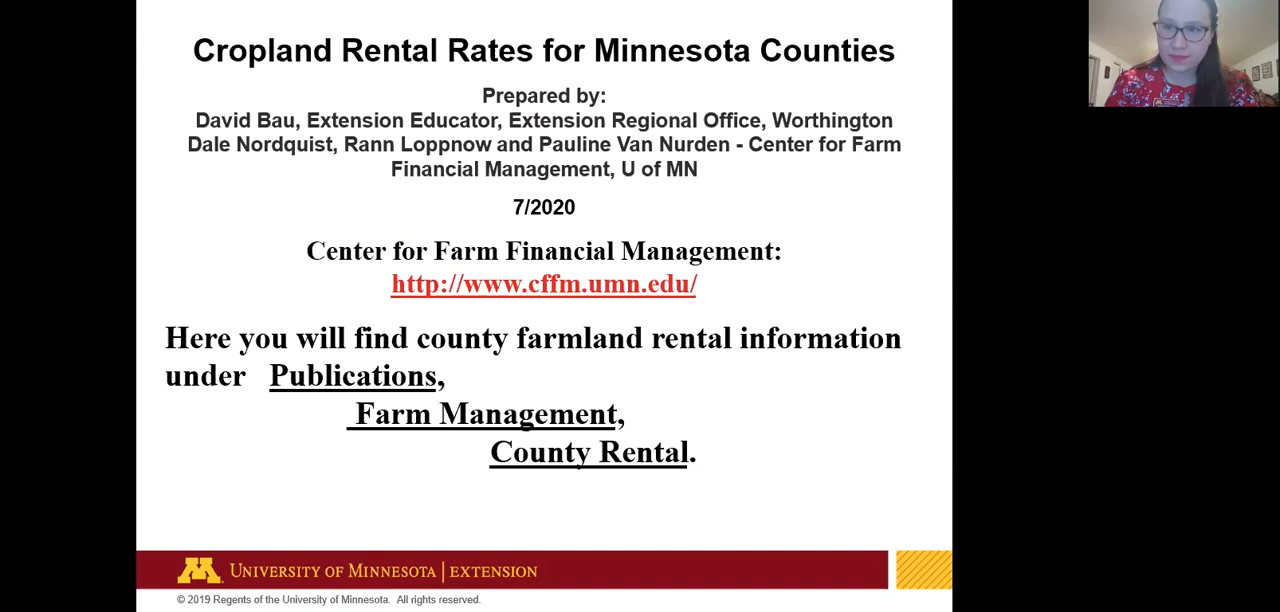 Cropland Rental Rates for Minnesota Counties
Prepared by:
David Bau, Extension Educator, Extension Regional Office, Worthington
Dale Nordquist, Rann Loppnow and Pauline Van Nurden - Center for Farm
Financial Management, U of MN
7/2020
Center for Farm Financial Management:
http://www.cffm.umn.edu/
Here you will find county farmland rental information
under Publications,
Farm Management,
County Rental.
M UNIVERSITY OF MINNESOTA | EXTENSION
© 2019 Regents of the University of Minnesota. All rights reserved.